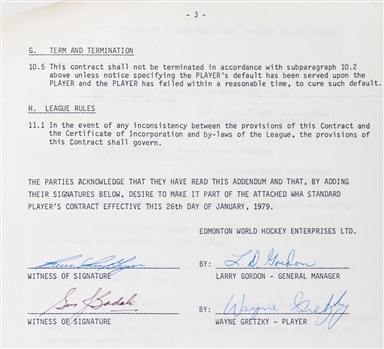 - 3 -
G. TERM AND TERMINATION
10.5 This contract shall not be terminated in accordance with subparagraph 10.2
above unless notice specifying the PLAYER's default has been served upon the
PLAYER and the PLAYER has failed within a reasonable time, to cure such default.
H. LEAGUE RULES
11.1 In the event of any inconsistency between the provisions of this Contract and
the Certificate of Incorporation and by-laws of the League, the provisions of
this Contract shall govern.
THE PARTIES ACKNOWLEDGE THAT THEY HAVE READ THIS ADDENDUM AND THAT, BY ADDING
THEIR SIGNATURES BELOW, DESIRE TO MAKE IT PART OF THE ATTACHED WHA STANDARD
PLAYER'S CONTRACT EFFECTIVE THIS 26th DAY OF JANUARY, 1979.
EDMONTON WORLD HOCKEY ENTERPRISES LTD.
BY: L. D. Gordon
WITNESS OF SIGNATURE LARRY GORDON - GENERAL MANAGER
Gus Badali BY: Wayne Gretzky
WITNESS OF SIGNATURE WAYNE GRETZKY - PLAYER